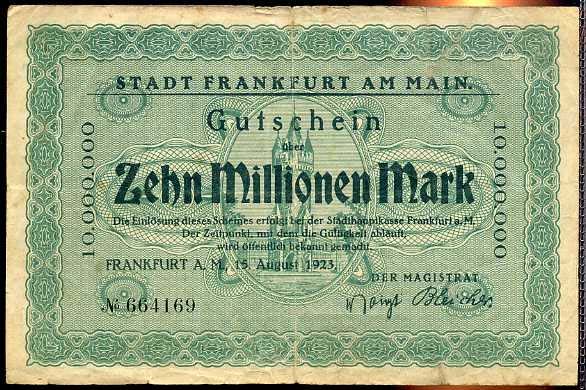 STADT FRANKFURT AM MAIN.
Gutschein
über
Zehn Millionen Mark
10.000.000
10.000.000
Die Einlösung dieses Scheines erfolgt bei der Stadthauptkasse Frankfurt a. M.
Der Zeitpunkt, mit dem die Gültigkeit abläuft,
wird öffentlich bekannt gemacht.
FRANKFURT A. M., 15. August 1923.
DER MAGISTRAT
№ 664169